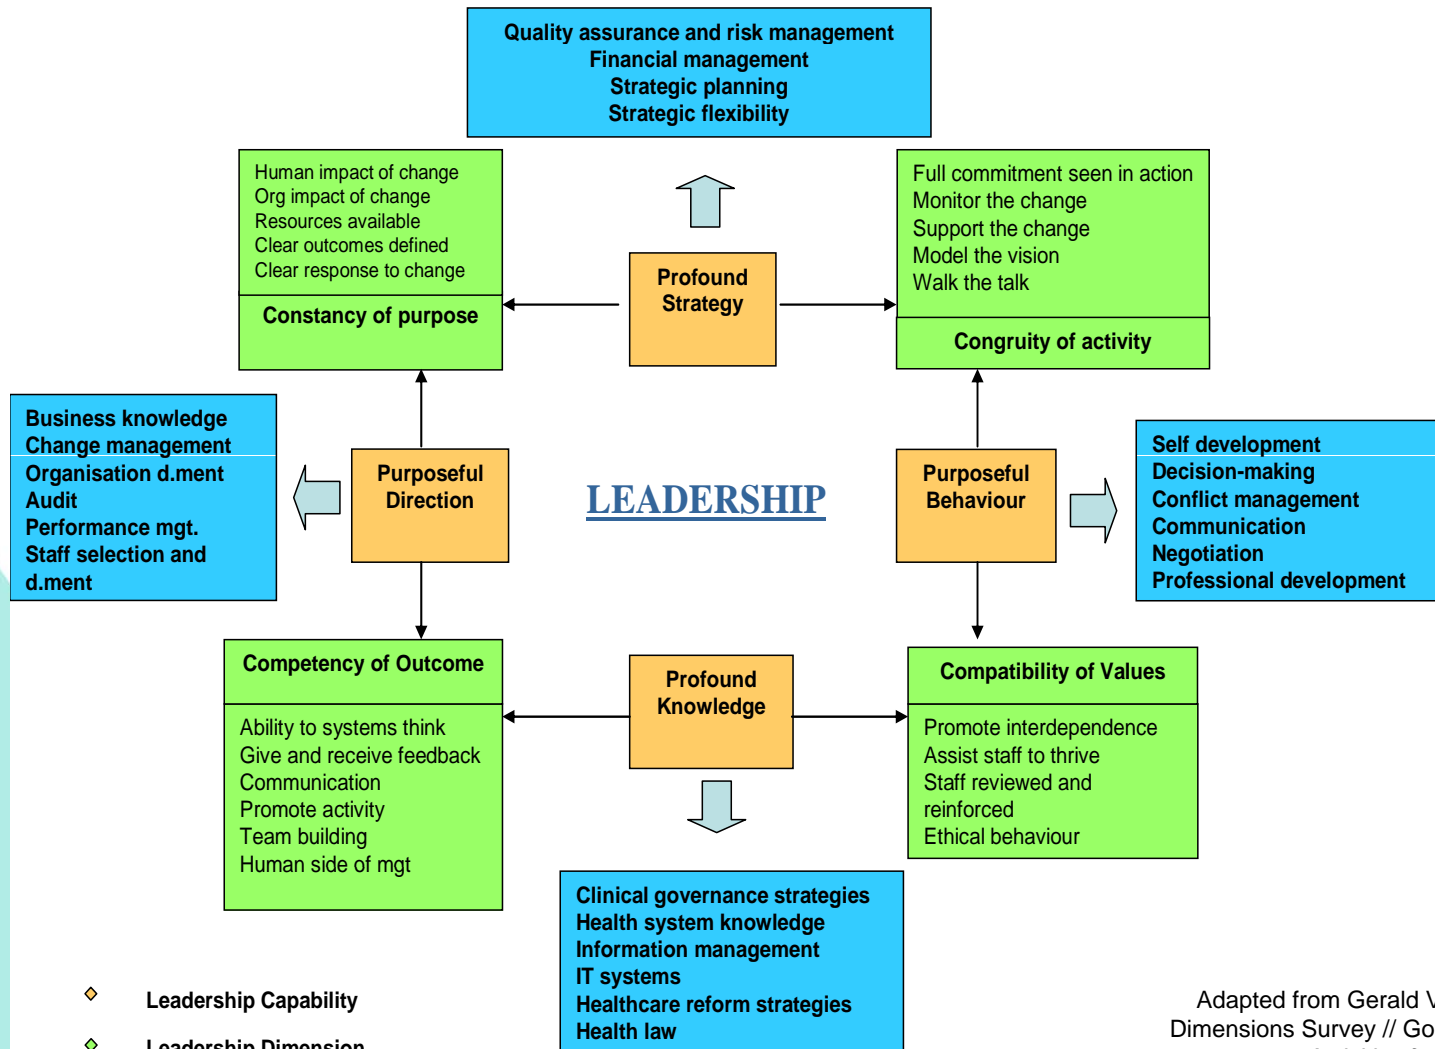 Quality assurance and risk management
Financial management
Strategic planning
Strategic flexibility
Human impact of change
Org impact of change
Resources available
Clear outcomes defined
Clear response to change
Constancy of purpose
Profound
Strategy
Full commitment seen in action
Monitor the change
Support the change
Model the vision
Walk the talk
Congruity of activity
Business knowledge
Change management
Organisation d.ment
Audit
Performance mgt.
Staff selection and
d.ment
Purposeful
Direction
LEADERSHIP
Purposeful
Behaviour
Self development
Decision-making
Conflict management
Communication
Negotiation
Professional development
Competency of Outcome
Ability to systems think
Give and receive feedback
Communication
Promote activity
Team building
Human side of mgt
Profound
Knowledge
Compatibility of Values
Promote interdependence
Assist staff to thrive
Staff reviewed and
reinforced
Ethical behaviour
Clinical governance strategies
Health system knowledge
Information management
IT systems
Healthcare reform strategies
Health law
Leadership Capability
Leadership Dimension
Adapted from Gerald V
Dimensions Survey // Go